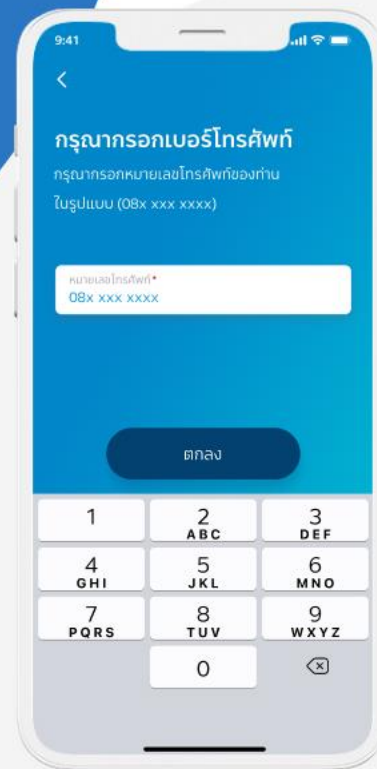 9:41
กรุณากรอกเบอร์โทรศัพท์
กรุณากรอกหมายเลขโทรศัพท์ของท่าน
ในรูปแบบ (08x xxx xxxx)
หมายเลขโทรศัพท์*
08x xxx xxxx
ตกลง
1 2 3
ABC DEF
4 5 6
GHI JKL MNO
7 8 9
PQRS TUV WXYZ
0